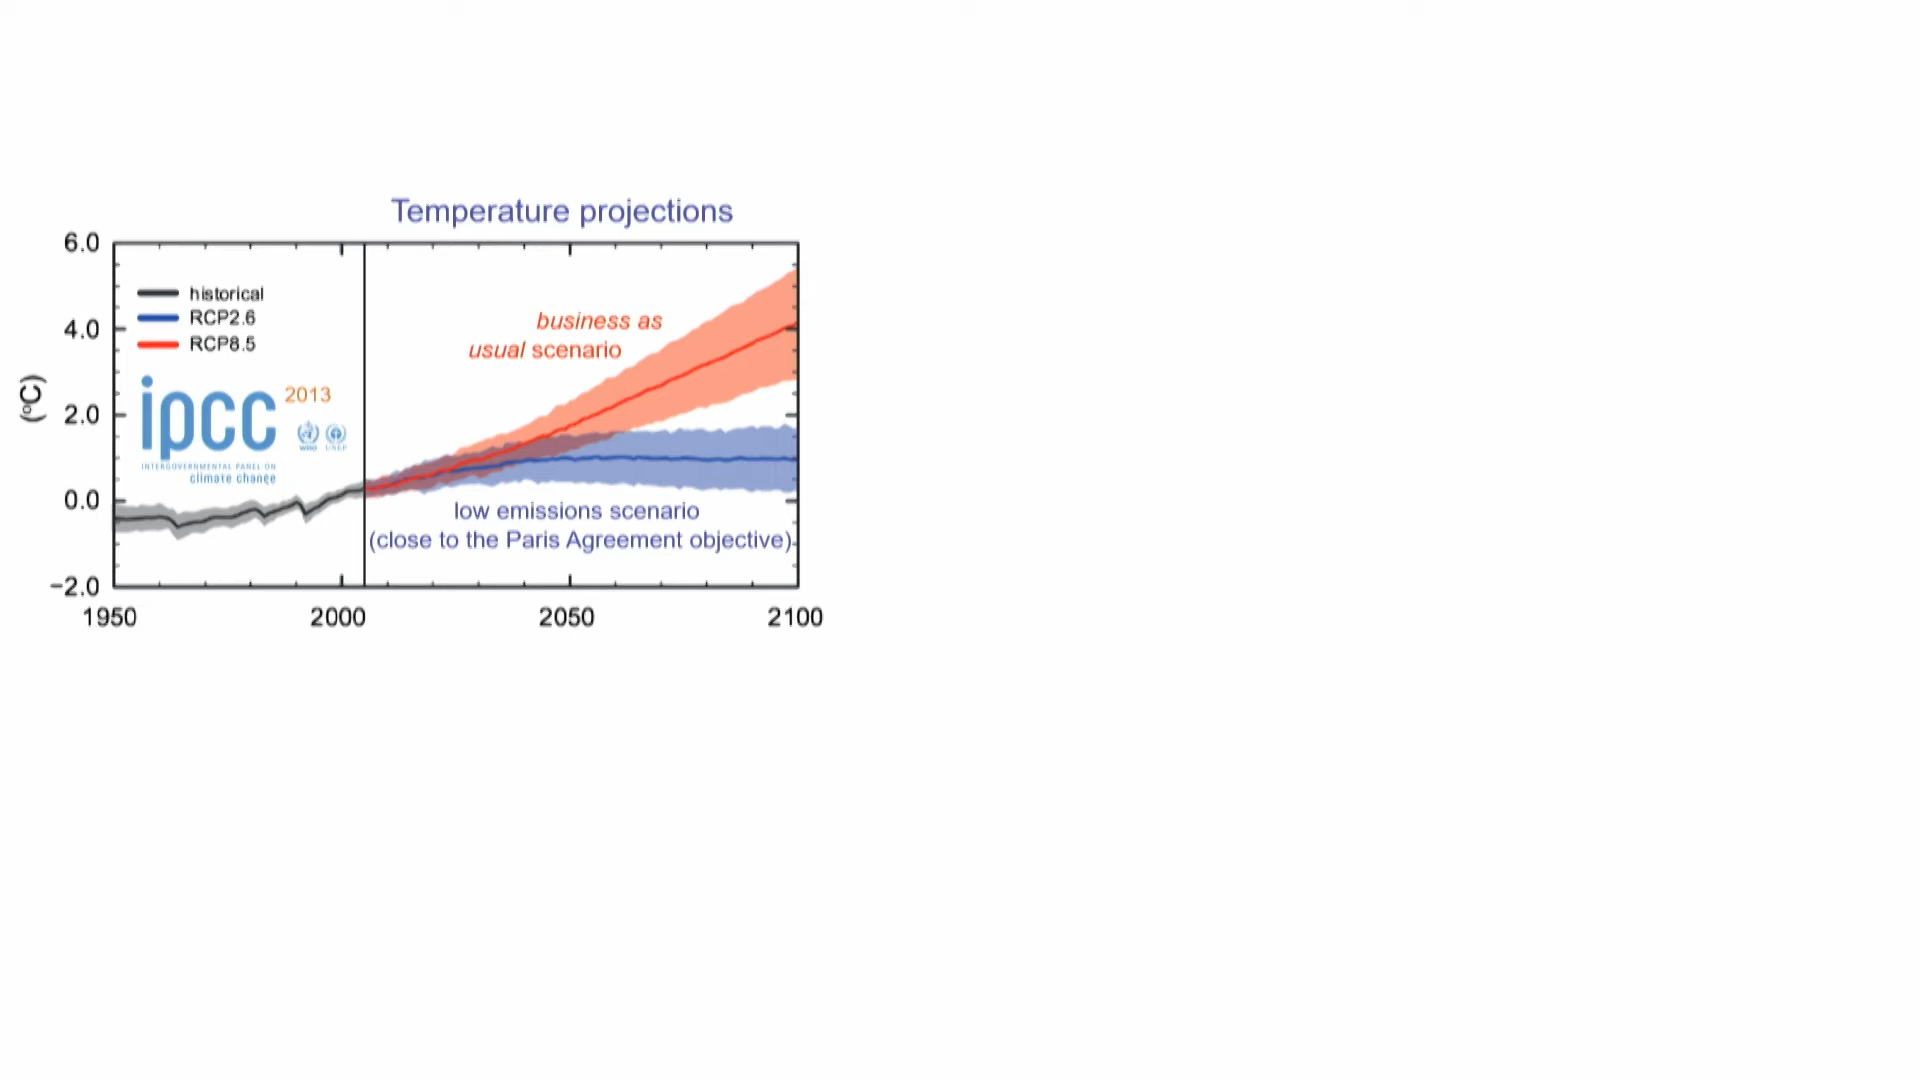 Temperature projections
6.0
historical
RCP2.6
business as
4.0
RCP8.5
usual scenario
ipcc 2013
(°C)
2.0
WMO UNEP
INTERGOVERNMENTAL PANEL ON
climate change
0.0
low emissions scenario
(close to the Paris Agreement objective)
−2.0
1950 2000 2050 2100